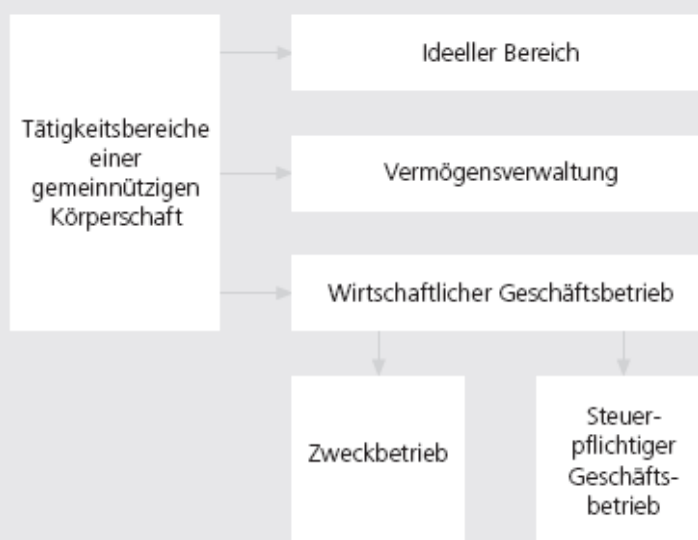 Tätigkeitsbereiche
einer
gemeinnützigen
Körperschaft
Ideeller Bereich
Vermögensverwaltung
Wirtschaftlicher Geschäftsbetrieb
Zweckbetrieb
Steuer-
pflichtiger
Geschäfts-
betrieb